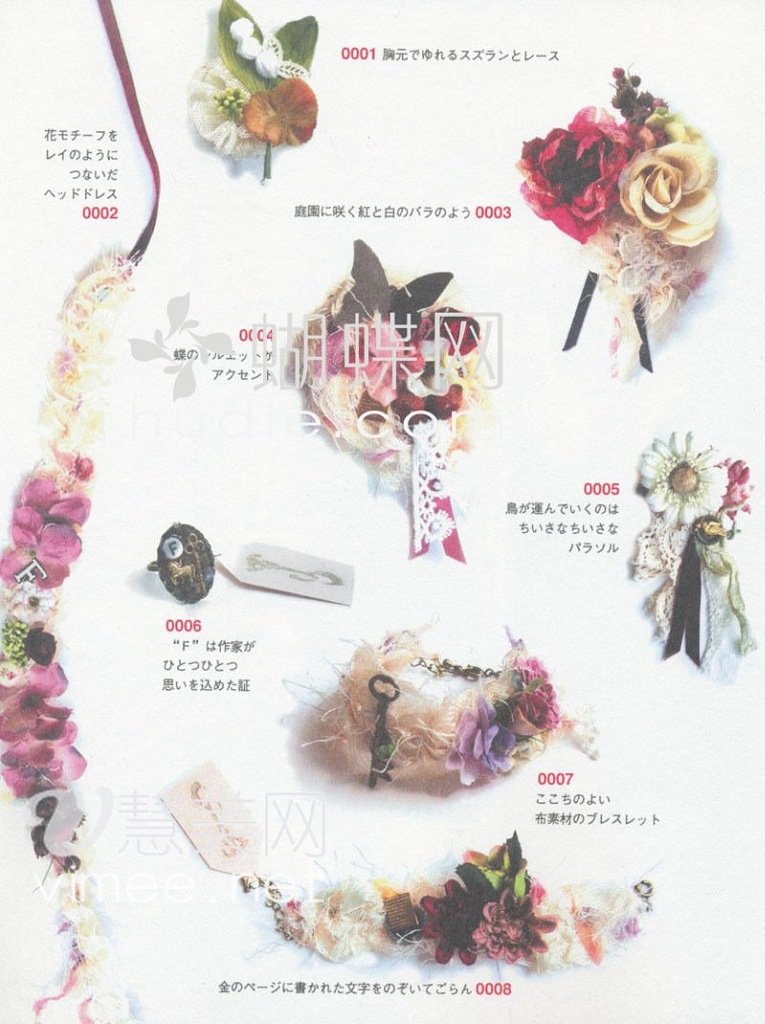 0001 胸元でゆれるスズランとレース
花モチーフを
レイのように
つないだ
ヘッドドレス
0002
庭園に咲く紅と白のバラのよう 0003
0004
蝶の
アクセント
蝴蝶网
udie.com
0005
鳥が運んでいくのは
ちいさなちいさな
パラソル
F
F
0006
“F”は作家が
ひとつひとつ
思いを込めた証
0007
ここちのよい
布素材のブレスレット
慧美网
vimee.net
金のページに書かれた文字をのぞいてごらん 0008